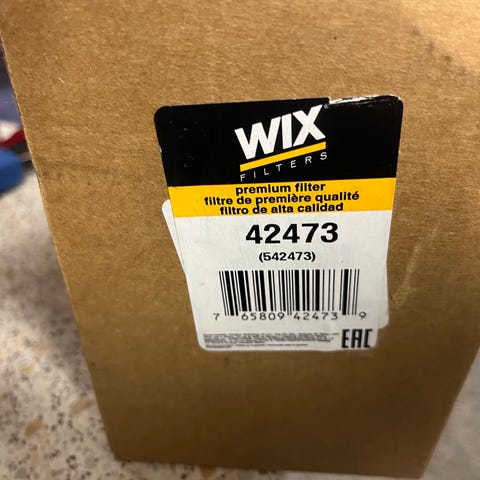 WIX
FILTERS
premium filter
filtre de première qualité
filtro de alta calidad
42473
(542473)
7 65809 42473 9
EAC